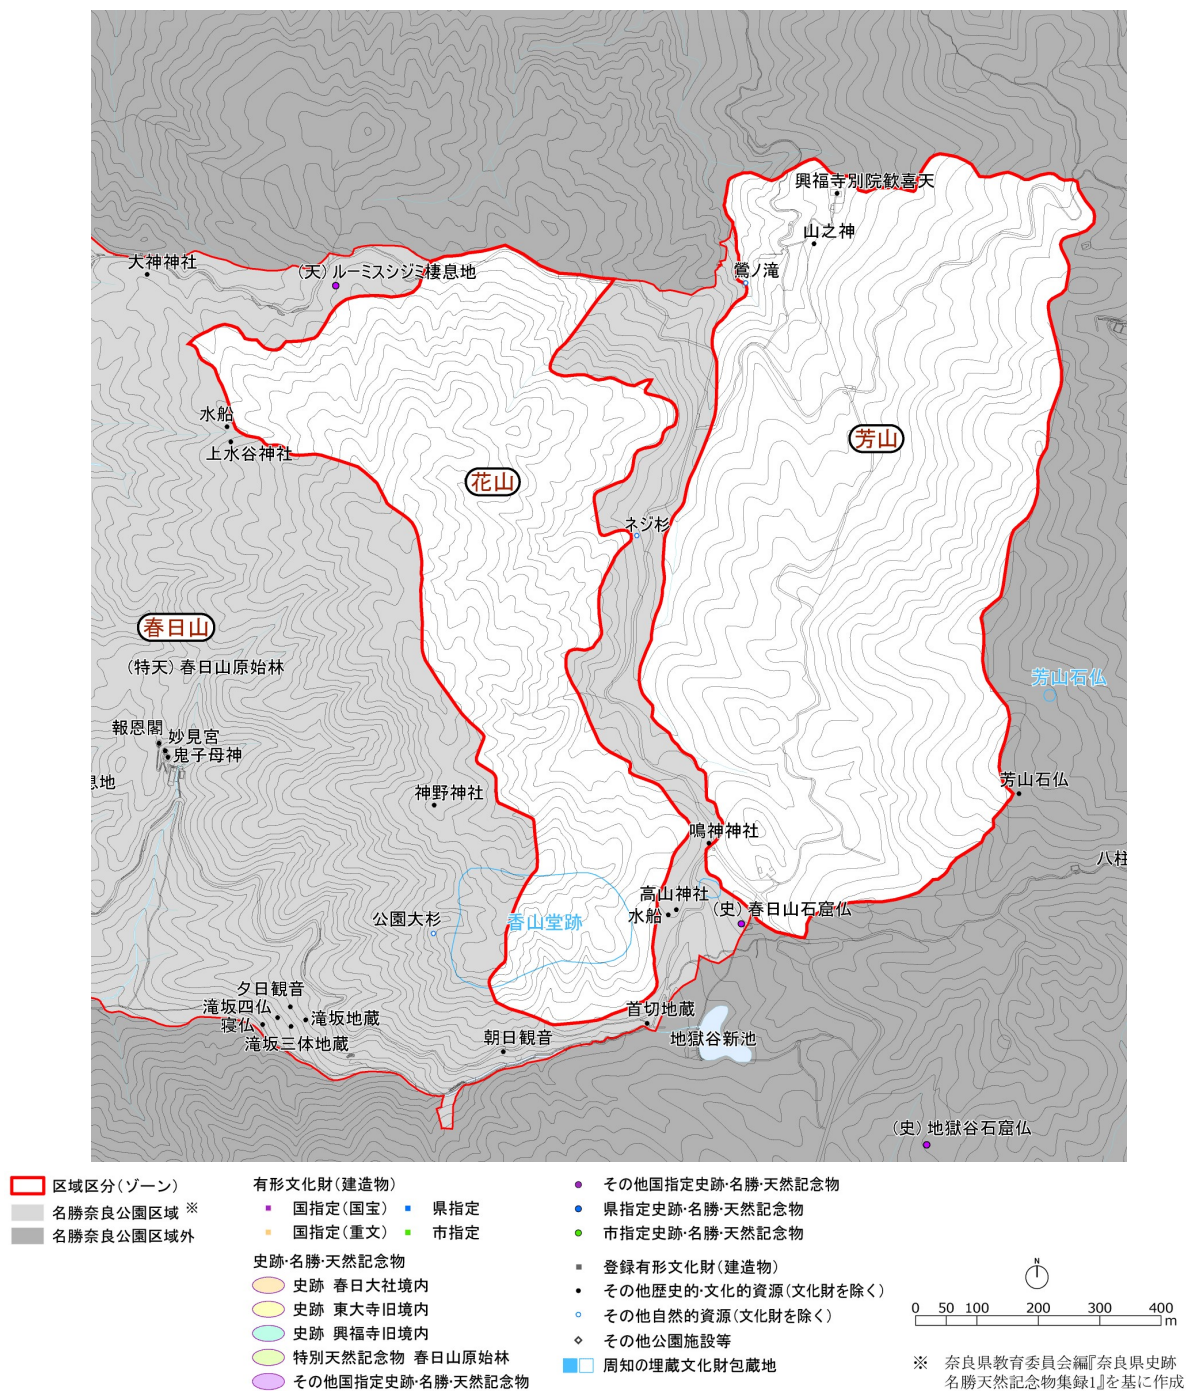 興福寺別院歓喜天
山之神
大神神社
(天)ルーミスシジミ棲息地
鶯ノ滝
水船
上水谷神社
芳山
花山
ネジ杉
春日山
(特天)春日山原始林
芳山石仏
報恩閣
妙見宮
鬼子母神
息地
神野神社
芳山石仏
鳴神神社
八柱
高山神社
水船
(史)春日山石窟仏
公園大杉
香山堂跡
夕日観音
滝坂四仏
滝坂地蔵
寝仏
滝坂三体地蔵
朝日観音
首切地蔵
地獄谷新池
(史)地獄谷石窟仏
区域区分(ゾーン)
名勝奈良公園区域 ※
名勝奈良公園区域外
有形文化財(建造物)
国指定(国宝)
県指定
国指定(重文)
市指定
史跡・名勝・天然記念物
史跡 春日大社境内
史跡 東大寺旧境内
史跡 興福寺旧境内
特別天然記念物 春日山原始林
その他国指定史跡・名勝・天然記念物
その他国指定史跡・名勝・天然記念物
県指定史跡・名勝・天然記念物
市指定史跡・名勝・天然記念物
登録有形文化財(建造物)
その他歴史的・文化的資源(文化財を除く)
その他自然的資源(文化財を除く)
その他公園施設等
周知の埋蔵文化財包蔵地
N
0 50 100 200 300 400
m
※ 奈良県教育委員会編『奈良県史跡
名勝天然記念物集録1』を基に作成